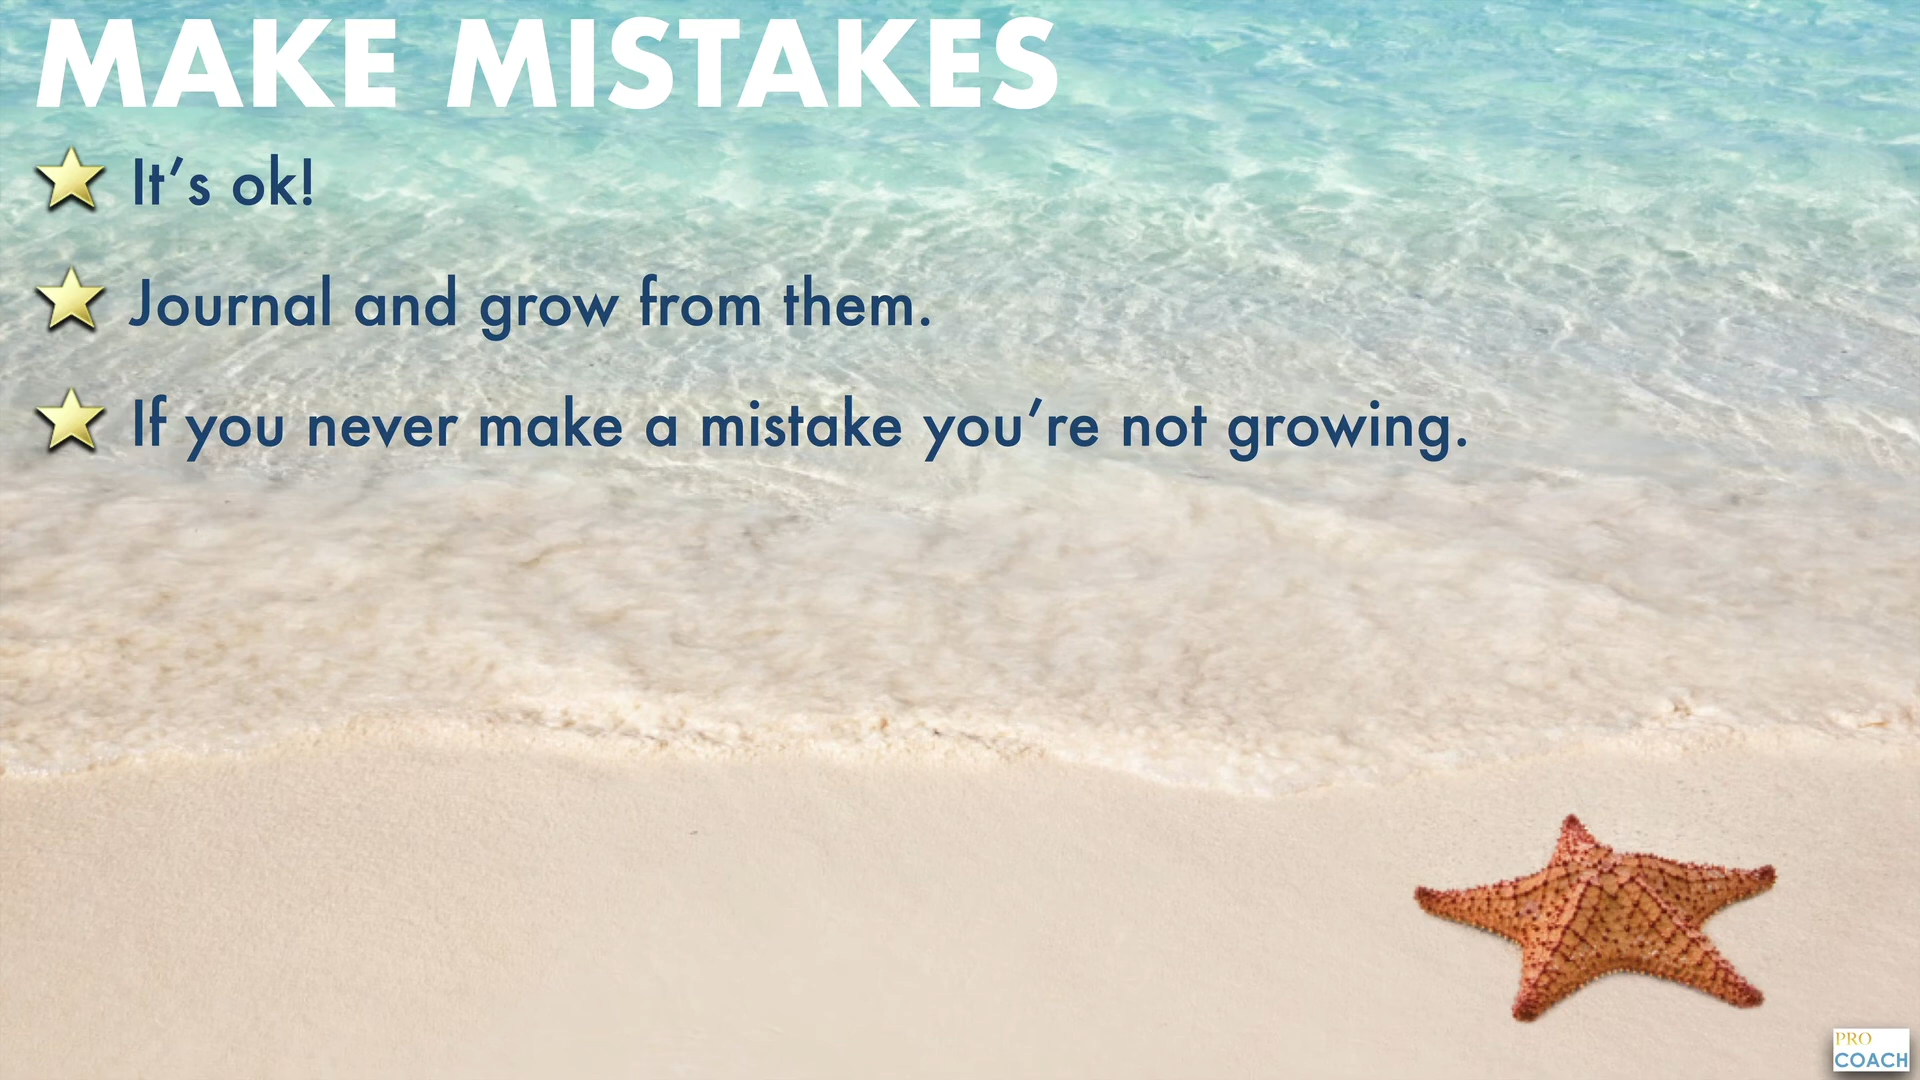 MAKE MISTAKES
It’s ok!
Journal and grow from them.
If you never make a mistake you’re not growing.
PRO
COACH